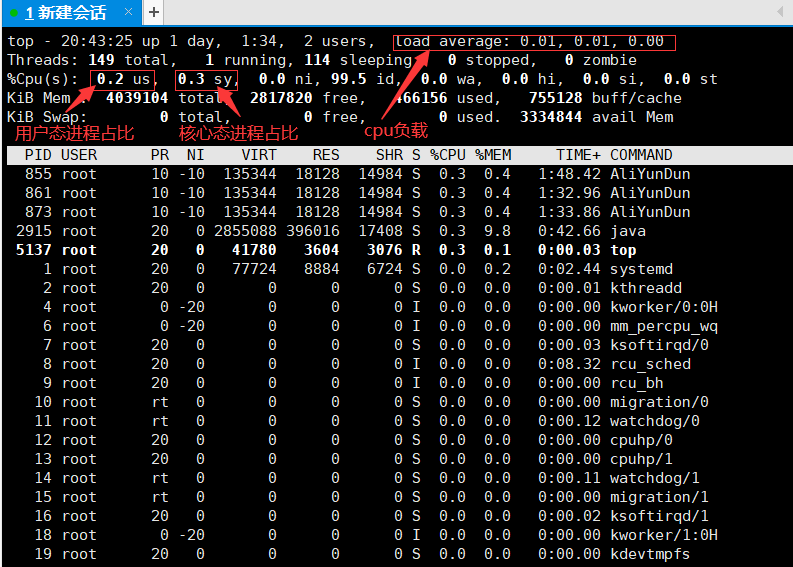 1 新建会话 × +
top - 20:43:25 up 1 day,  1:34,  2 users,  load average: 0.01, 0.01, 0.00
Threads: 149 total,   1 running, 114 sleeping,   0 stopped,   0 zombie
%Cpu(s):  0.2 us,  0.3 sy,  0.0 ni, 99.5 id,  0.0 wa,  0.0 hi,  0.0 si,  0.0 st
KiB Mem :  4039104 total,  2817820 free,   466156 used,   755128 buff/cache
KiB Swap:        0 total,        0 free,        0 used.  3334844 avail Mem
用户态进程占比 核心态进程占比 cpu负载
PID USER PR NI VIRT RES SHR S %CPU %MEM TIME+ COMMAND
855 root 10 -10 135344 18128 14984 S 0.3 0.4 1:48.42 AliYunDun
861 root 10 -10 135344 18128 14984 S 0.3 0.4 1:32.96 AliYunDun
873 root 10 -10 135344 18128 14984 S 0.3 0.4 1:33.86 AliYunDun
2915 root 20 0 2855088 396016 17408 S 0.3 9.8 0:42.66 java
5137 root 20 0 41780 3604 3076 R 0.3 0.1 0:00.03 top
1 root 20 0 77724 8884 6724 S 0.0 0.2 0:02.44 systemd
2 root 20 0 0 0 0 S 0.0 0.0 0:00.01 kthreadd
4 root 0 -20 0 0 0 I 0.0 0.0 0:00.00 kworker/0:0H
6 root 0 -20 0 0 0 I 0.0 0.0 0:00.00 mm_percpu_wq
7 root 20 0 0 0 0 S 0.0 0.0 0:00.03 ksoftirqd/0
8 root 20 0 0 0 0 I 0.0 0.0 0:08.32 rcu_sched
9 root 20 0 0 0 0 I 0.0 0.0 0:00.00 rcu_bh
10 root rt 0 0 0 0 S 0.0 0.0 0:00.00 migration/0
11 root rt 0 0 0 0 S 0.0 0.0 0:00.12 watchdog/0
12 root 20 0 0 0 0 S 0.0 0.0 0:00.00 cpuhp/0
13 root 20 0 0 0 0 S 0.0 0.0 0:00.00 cpuhp/1
14 root rt 0 0 0 0 S 0.0 0.0 0:00.11 watchdog/1
15 root rt 0 0 0 0 S 0.0 0.0 0:00.00 migration/1
16 root 20 0 0 0 0 S 0.0 0.0 0:00.02 ksoftirqd/1
18 root 0 -20 0 0 0 I 0.0 0.0 0:00.00 kworker/1:0H
19 root 20 0 0 0 0 S 0.0 0.0 0:00.00 kdevtmpfs